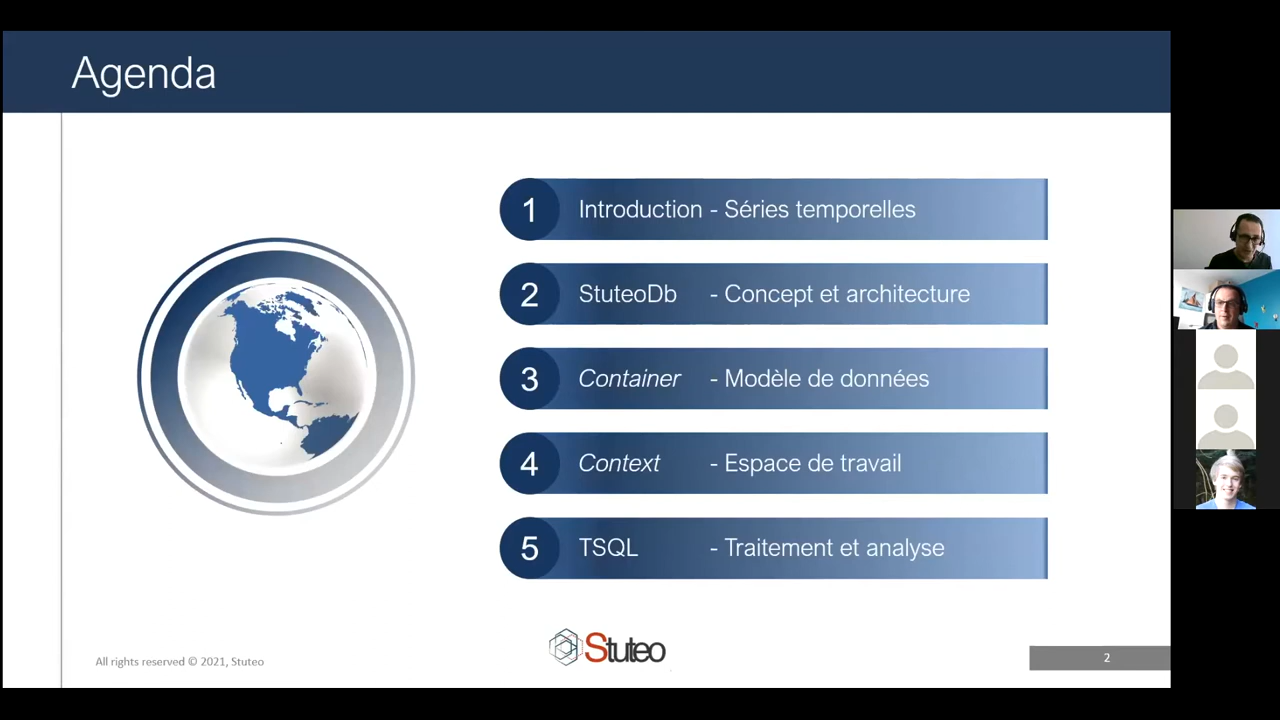 Agenda
1 Introduction - Séries temporelles
2 StuteoDb - Concept et architecture
3 Container - Modèle de données
4 Context - Espace de travail
5 TSQL - Traitement et analyse
Stuteo
All rights reserved © 2021, Stuteo
2